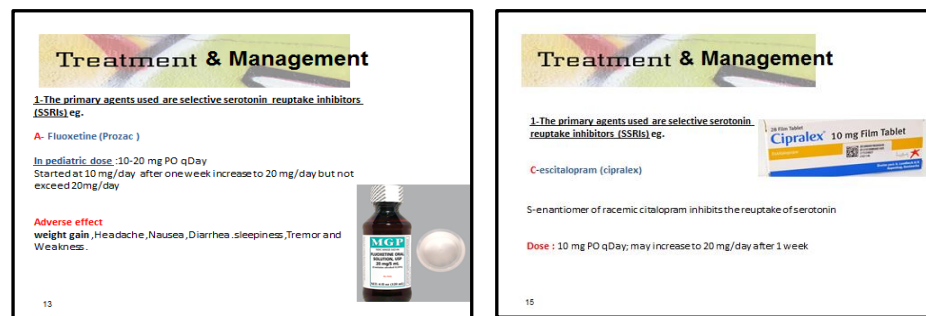 Treatment & Management
1-The primary agents used are selective serotonin reuptake inhibitors
(SSRIs) eg.
A- Fluoxetine (Prozac )
In pediatric dose :10-20 mg PO qDay
Started at 10 mg/day after one week increase to 20 mg/day but not
exceed 20mg/day
Adverse effect
weight gain ,Headache ,Nausea ,Diarrhea .sleepiness ,Tremor and
Weakness.
MGP
FLUOXETINE ORAL
SOLUTION, USP
20 mg/5 mL
13
Treatment & Management
1-The primary agents used are selective serotonin
reuptake inhibitors (SSRIs) eg.
28 Film Tablet
Cipralex 10 mg Film Tablet
C-escitalopram (cipralex)
S-enantiomer of racemic citalopram inhibits the reuptake of serotonin
Dose : 10 mg PO qDay; may increase to 20 mg/day after 1 week
15